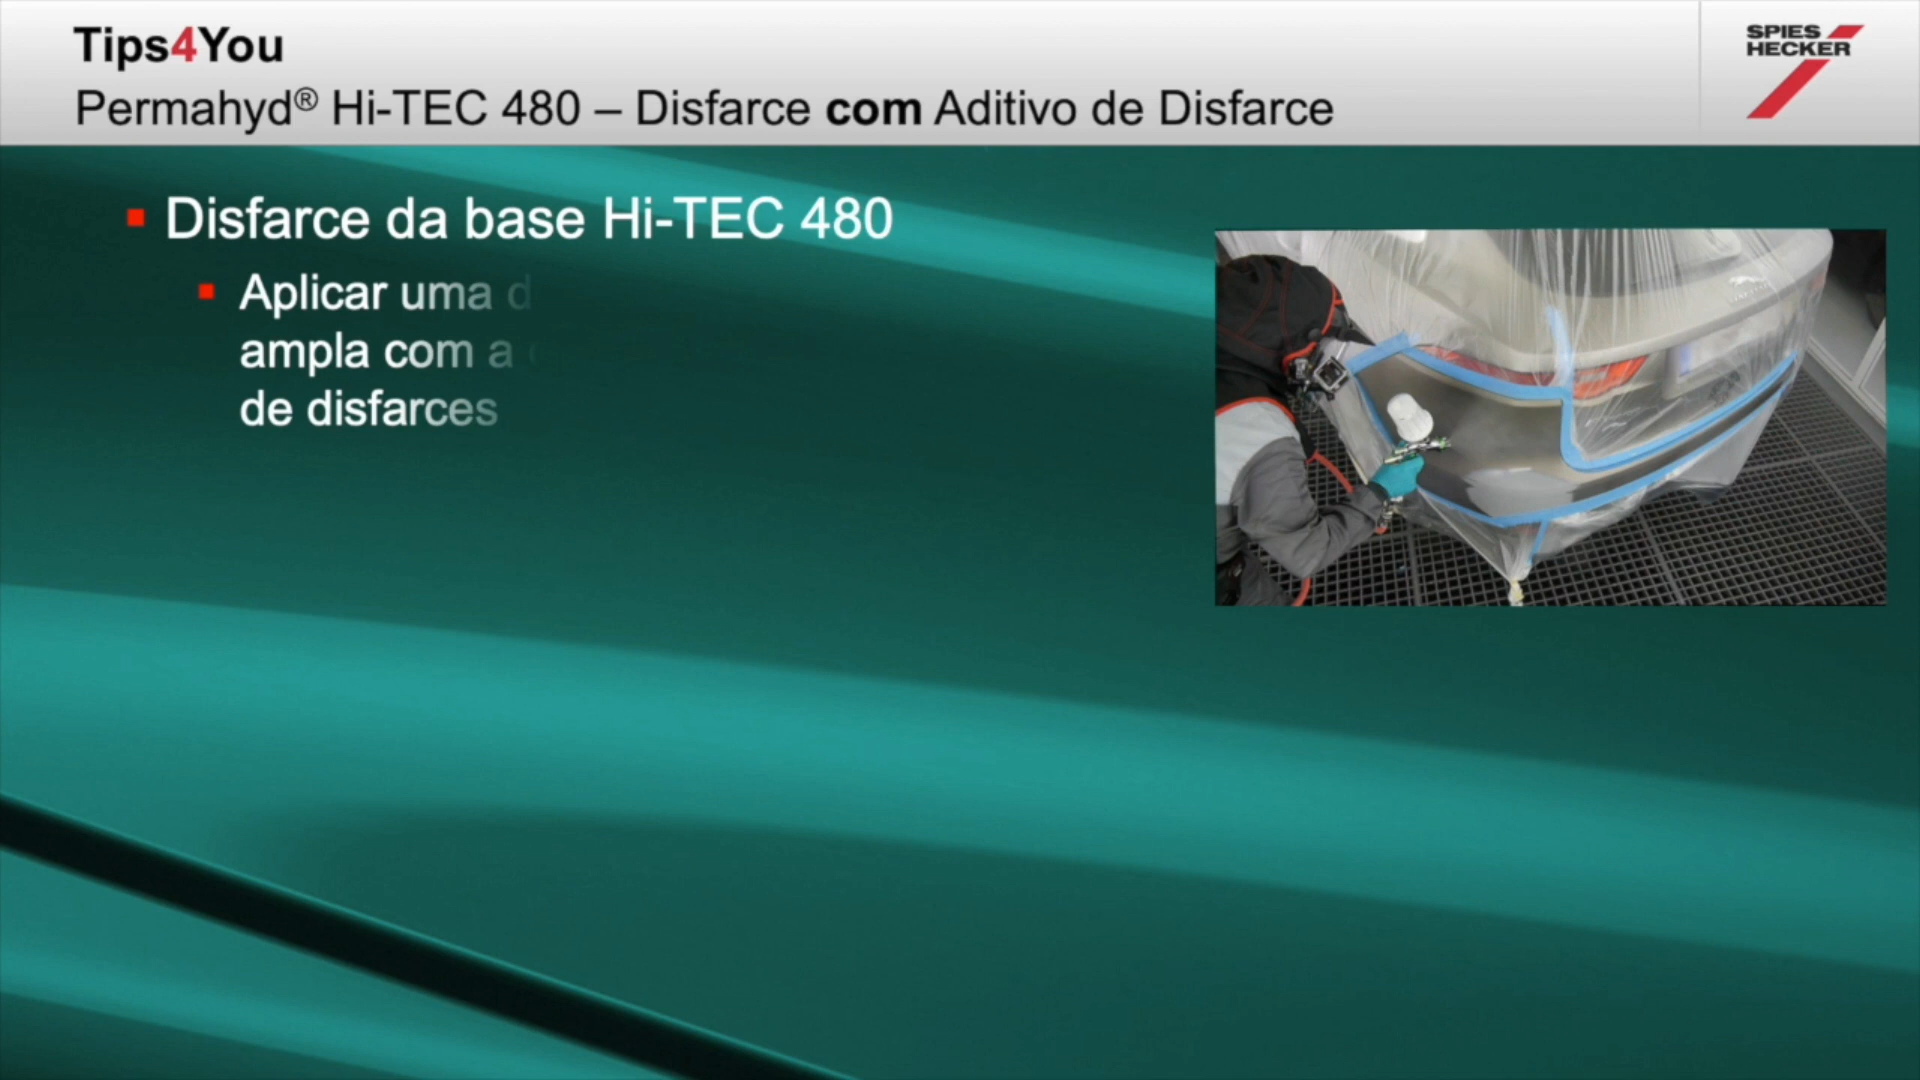 Tips4You
Permahyd® Hi-TEC 480 – Disfarce com Aditivo de Disfarce
SPIES
HECKER
Disfarce da base Hi-TEC 480
Aplicar uma d
ampla com a
de disfarces